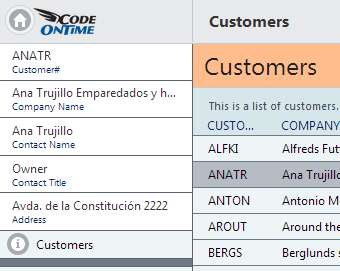 CODE
ONTIME
ANATR
Customer#
Ana Trujillo Emparedados y h...
Company Name
Ana Trujillo
Contact Name
Owner
Contact Title
Avda. de la Constitución 2222
Address
Customers
Customers
Customers
This is a list of customers.
CUSTO... COMPANY
ALFKI Alfreds Fut
ANATR Ana Trujillo
ANTON Antonio M
AROUT Around the
BERGS Berglunds s